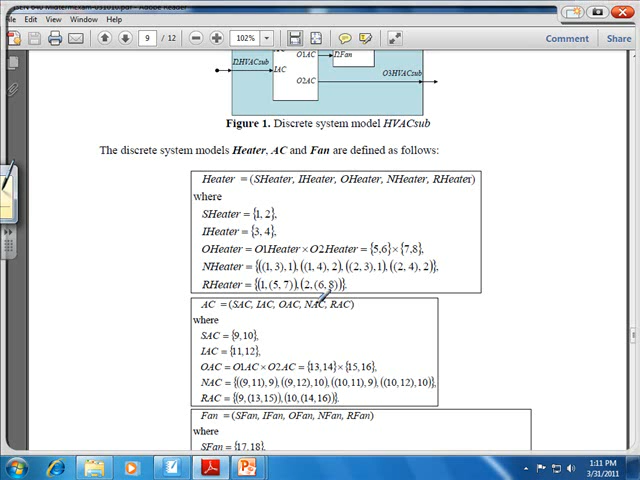 File Edit View Window Help
9 / 12 102% Comment Share
O1AC I2Fan
I2HVACsub IAC
O2AC O3HVACsub
Figure 1. Discrete system model HVACsub
The discrete system models Heater, AC and Fan are defined as follows:
Heater = (SHeater, IHeater, OHeater, NHeater, RHeater)
where
SHeater = {1, 2},
IHeater = {3, 4},
OHeater = O1Heater × O2Heater = {5,6} × {7,8},
NHeater = {((1, 3), 1), ((1, 4), 2), ((2, 3), 1), ((2, 4), 2)},
RHeater = {(1, (5, 7)), (2, (6, 8))}.
AC = (SAC, IAC, OAC, NAC, RAC)
where
SAC = {9,10},
IAC = {11,12},
OAC = O1AC × O2AC = {13,14} × {15,16},
NAC = {((9, 11), 9), ((9, 12), 10), ((10, 11), 9), ((10, 12), 10)},
RAC = {(9, (13, 15)), (10, (14, 16))}.
Fan = (SFan, IFan, OFan, NFan, RFan)
where
SFan = {17,18},
1:11 PM
3/31/2011